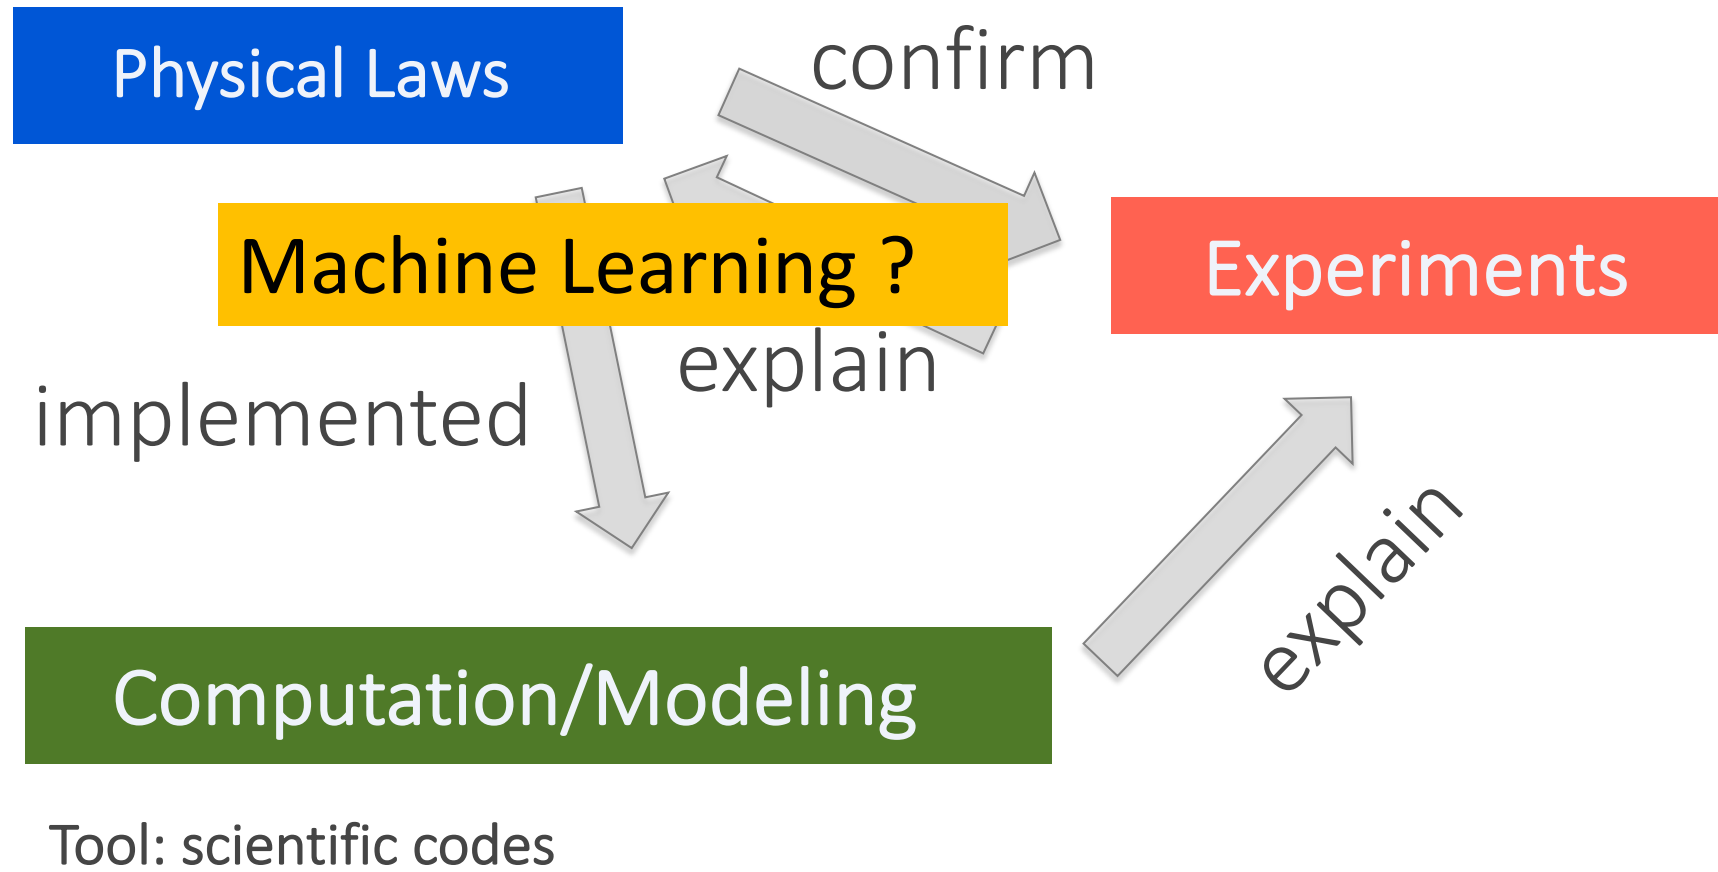 Physical Laws
confirm
Machine Learning ?
Experiments
explain
implemented
explain
Computation/Modeling
Tool: scientific codes